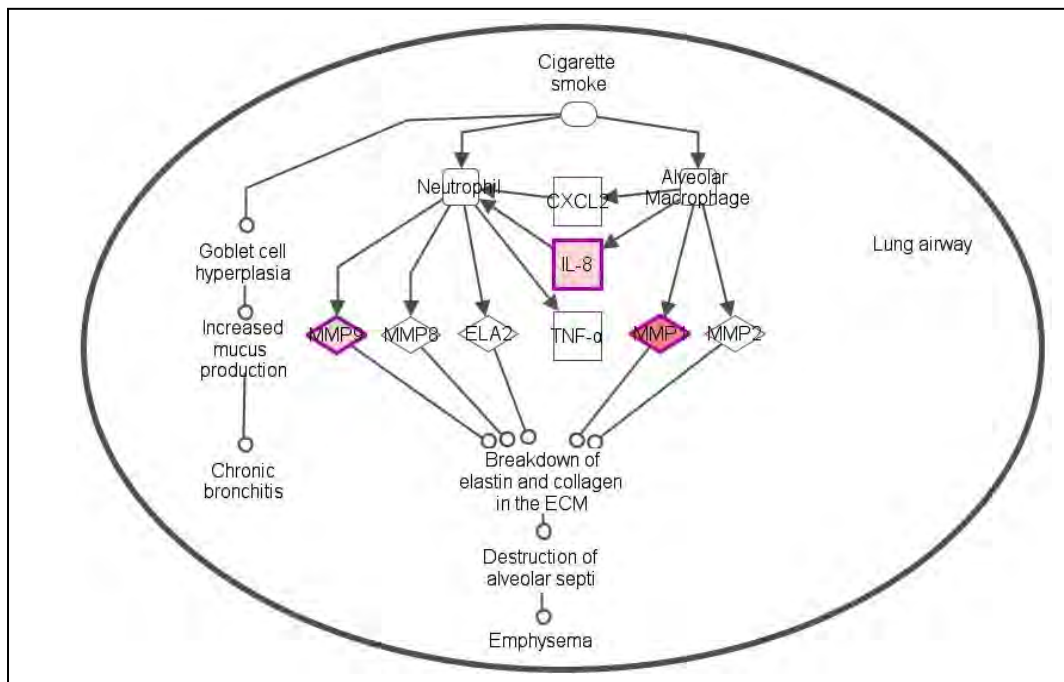 Cigarette
smoke
Neutrophil
CXCL2
Alveolar
Macrophage
Lung airway
IL-8
Goblet cell
hyperplasia
Increased
mucus
production
MMP9
MMP8
ELA2
TNF-α
MMP1
MMP2
Chronic
bronchitis
Breakdown of
elastin and collagen
in the ECM
Destruction of
alveolar septi
Emphysema